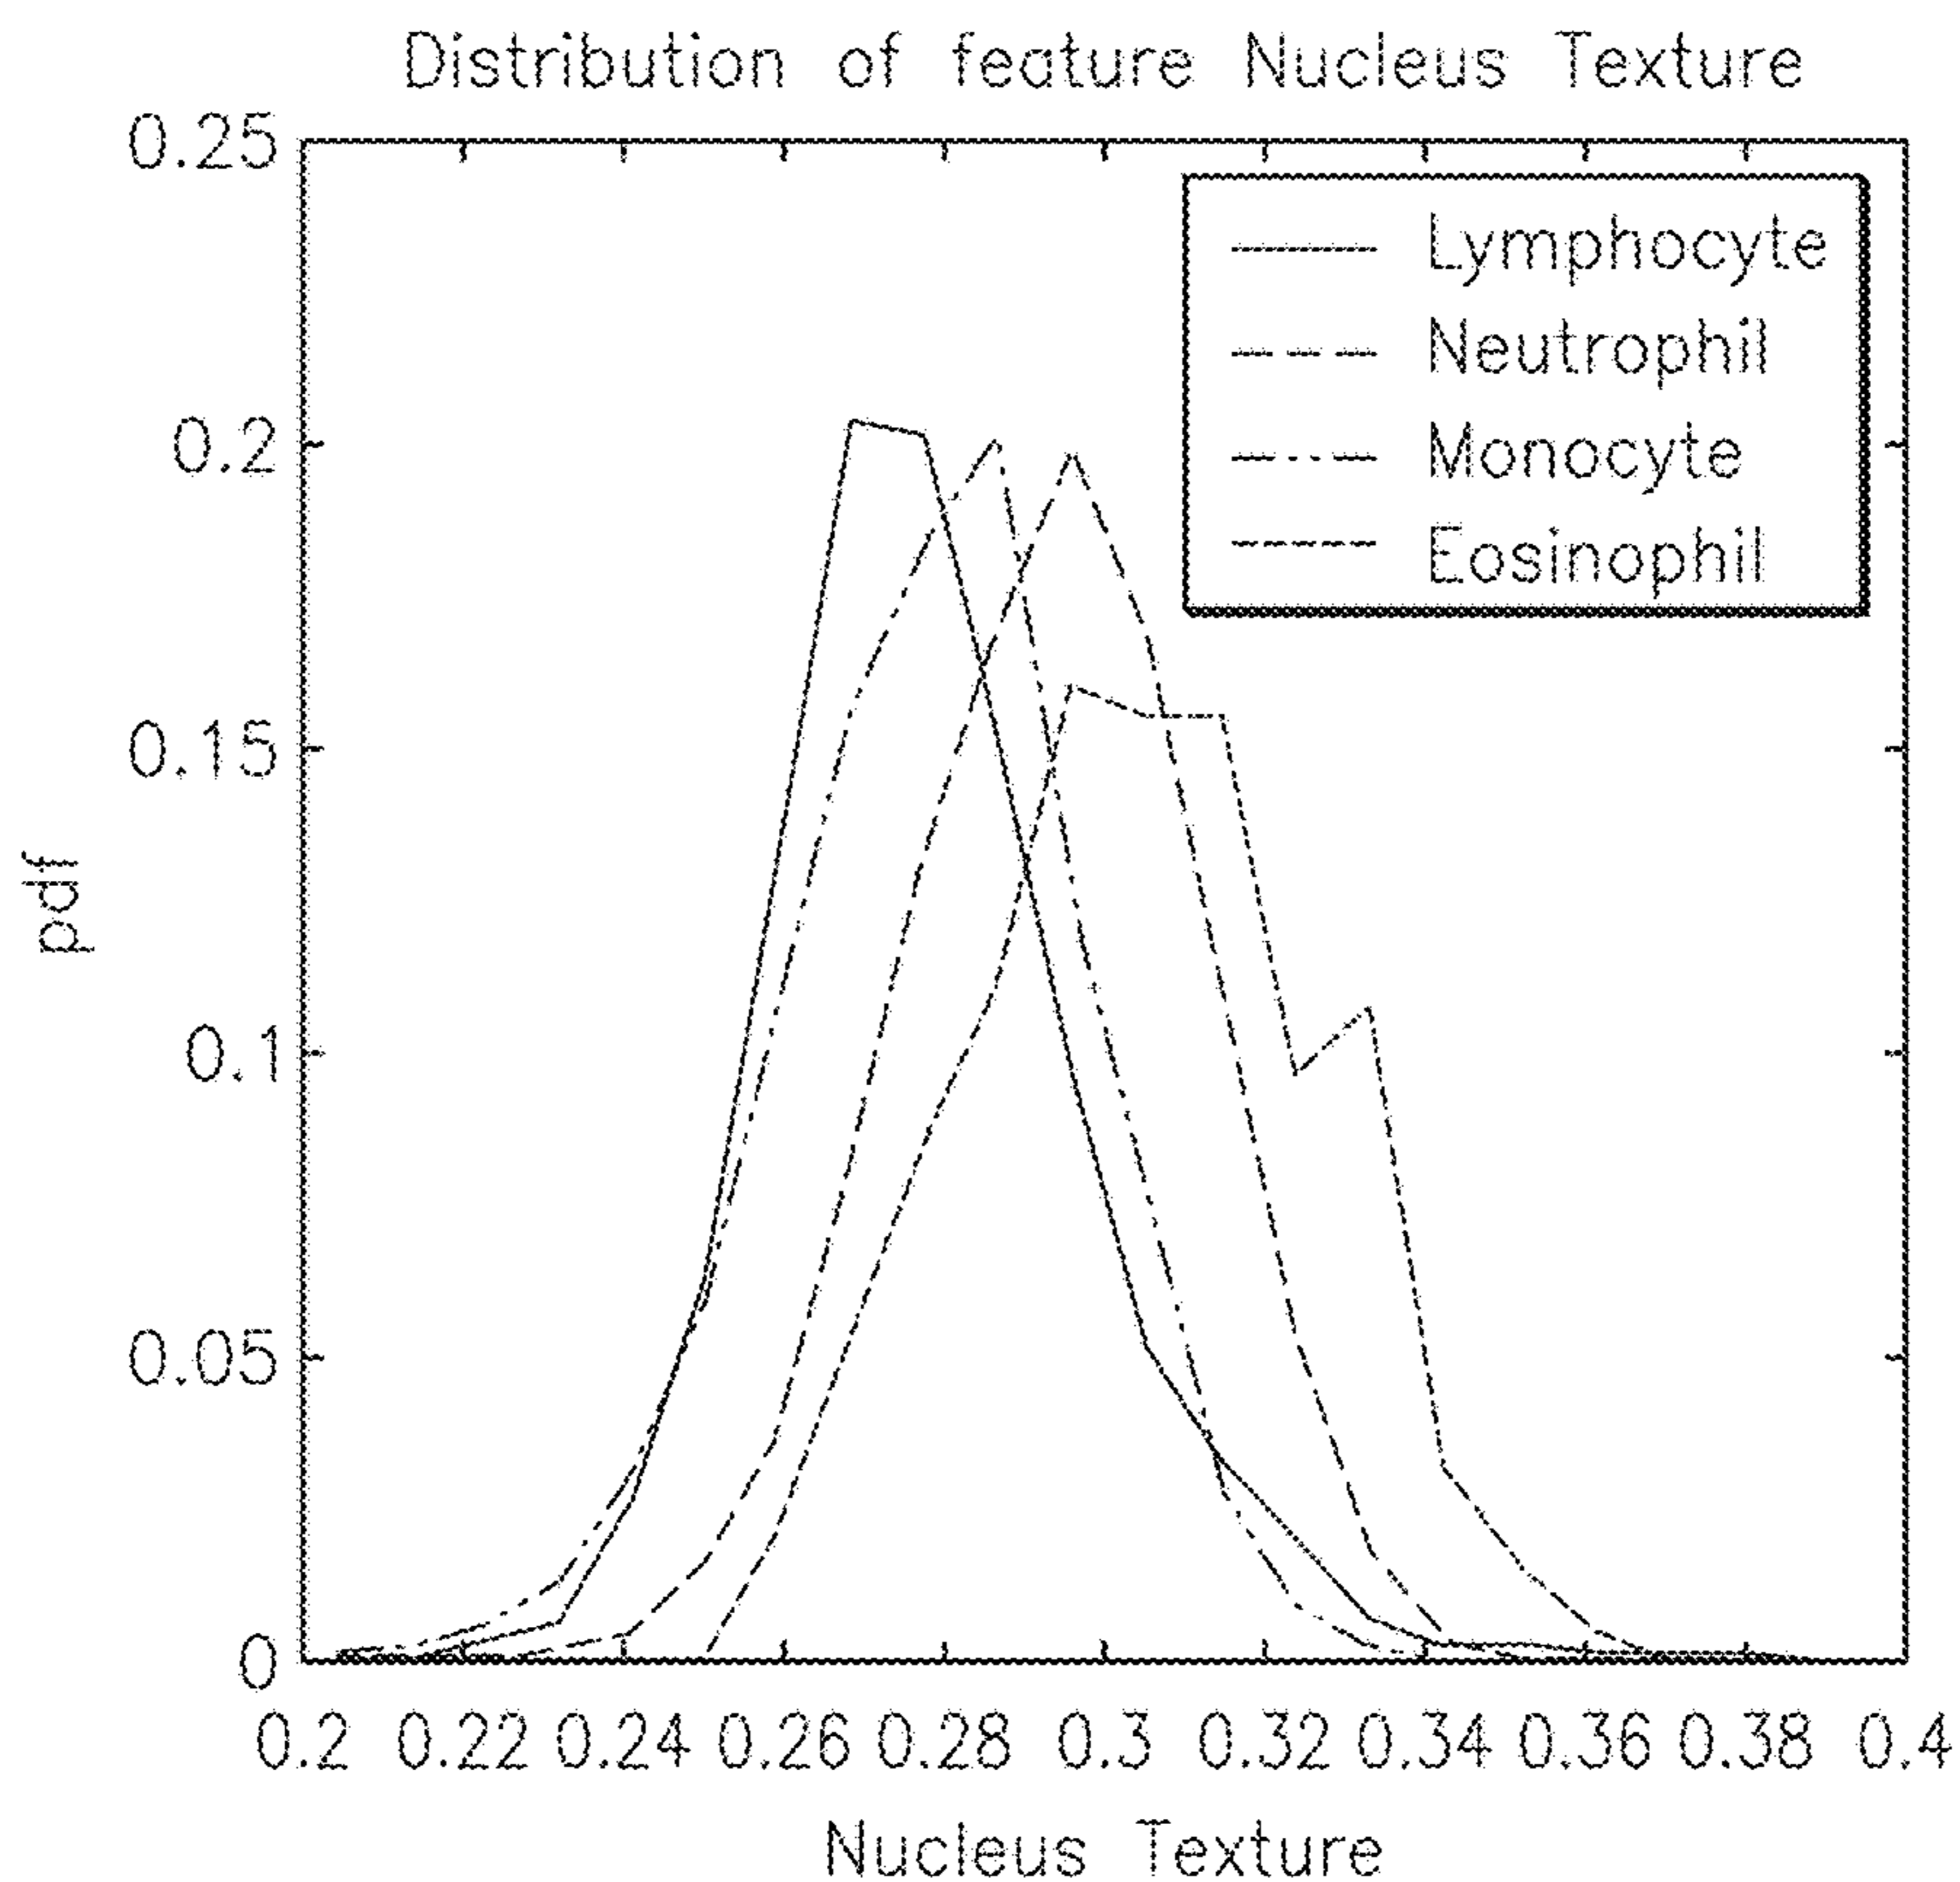 Distribution of feature Nucleus Texture
0.25
0.2
0.15
0.1
0.05
0
pdf
Lymphocyte
Neutrophil
Monocyte
Eosinophil
0.2 0.22 0.24 0.26 0.28 0.3 0.32 0.34 0.36 0.38 0.4
Nucleus Texture